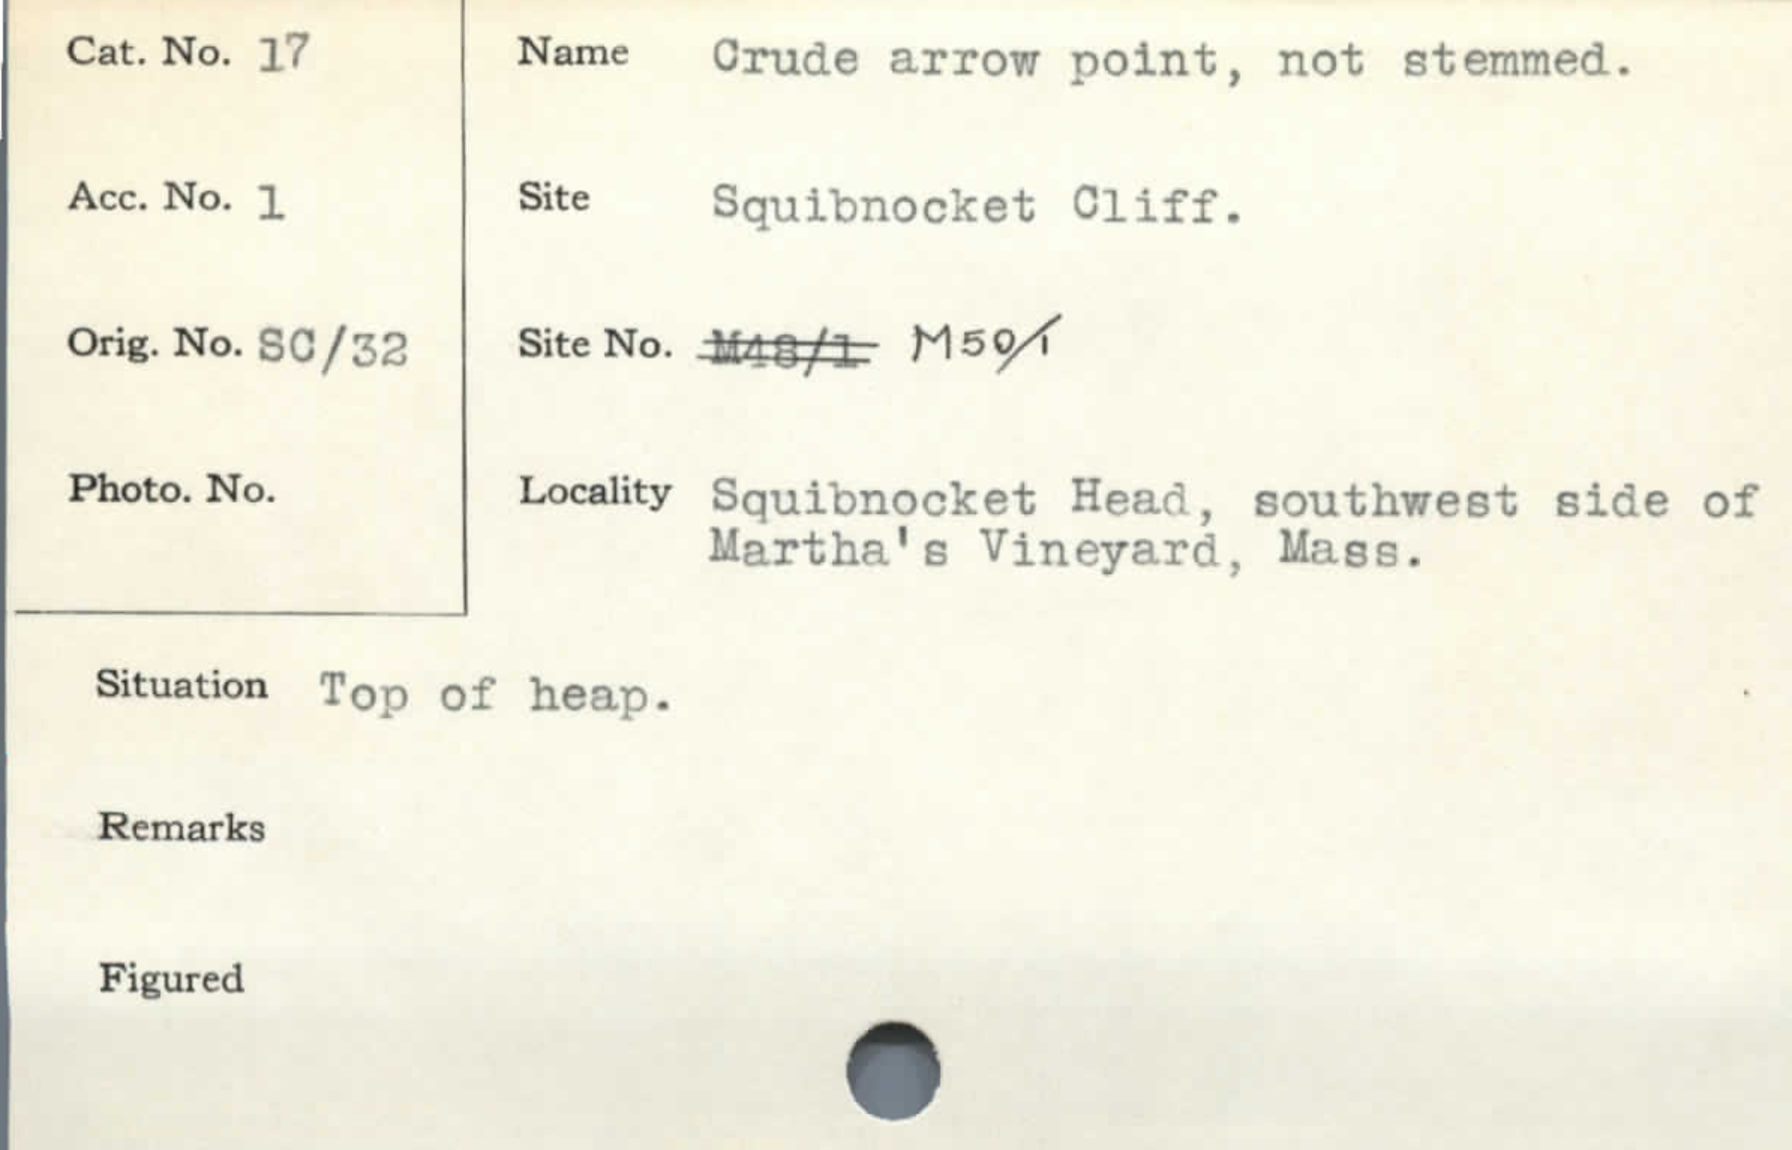 Cat. No. 17
Name Crude arrow point, not stemmed.
Acc. No. 1
Site Squibnocket Cliff.
Orig. No. SC/32
Site No. M48/1 M50/1
Photo. No.
Locality Squibnocket Head, southwest side of
Martha's Vineyard, Mass.
Situation Top of heap.
Remarks
Figured